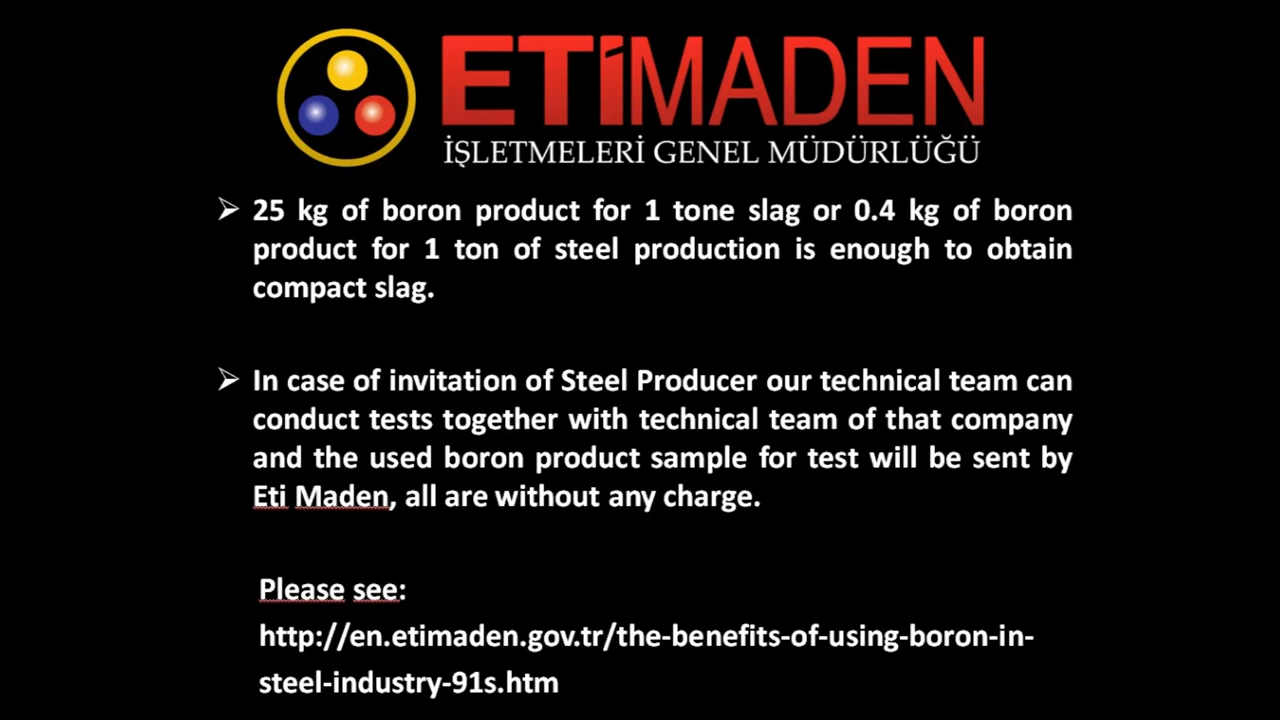 ETİMADEN
İŞLETMELERİ GENEL MÜDÜRLÜĞÜ
25 kg of boron product for 1 tone slag or 0.4 kg of boron
product for 1 ton of steel production is enough to obtain
compact slag.
In case of invitation of Steel Producer our technical team can
conduct tests together with technical team of that company
and the used boron product sample for test will be sent by
Eti Maden, all are without any charge.
Please see:
http://en.etimaden.gov.tr/the-benefits-of-using-boron-in-
steel-industry-91s.htm